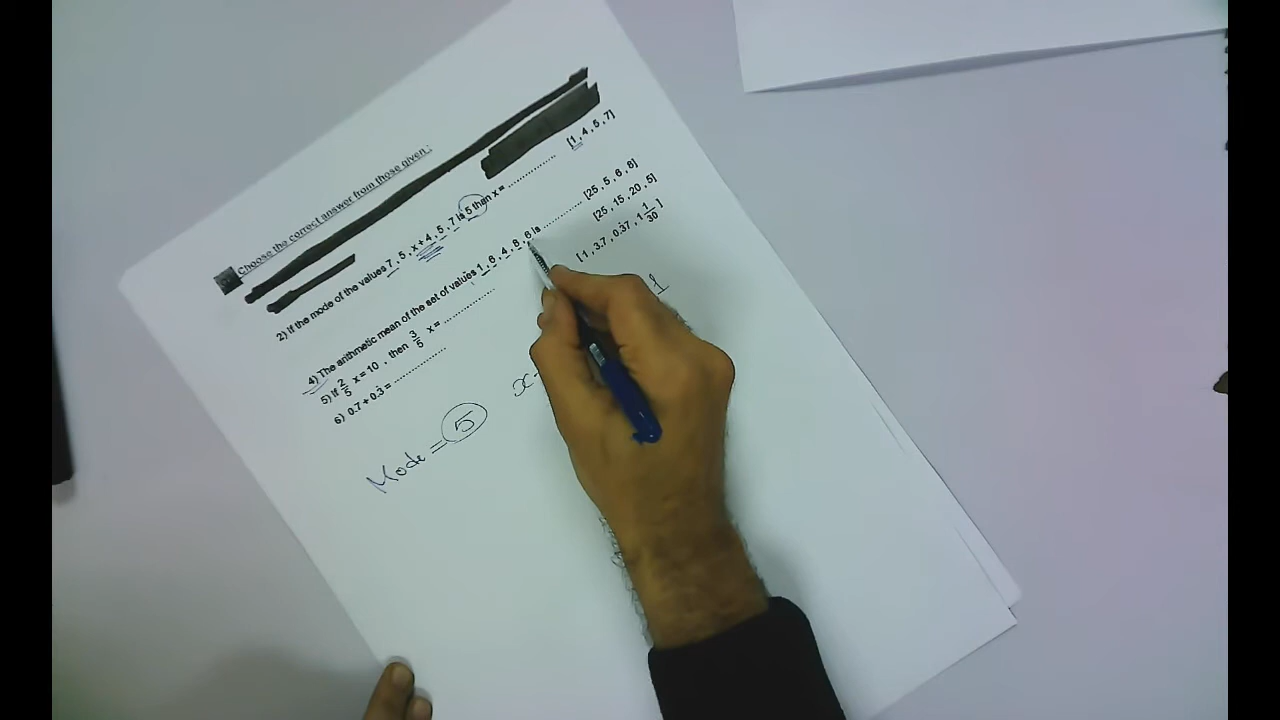 Choose the correct answer from those given :
2) If the mode of the values 7 , 5 , x + 4 , 5 , 7 is 5 then x = ............... [1 , 4 , 5 , 7]
4) The arithmetic mean of the set of values 1 , 6 , 4 , 8 , 6 is ............ [25 , 5 , 6 , 8]
5) If 2/5 x = 10 , then 3/5 x = ............... [25 , 15 , 20 , 5]
6) 0.7 + 0.3̇ = ............... [1 , 3.7 , 0.3̇7 , 1 1/30 ]
Mode = 5
x
1